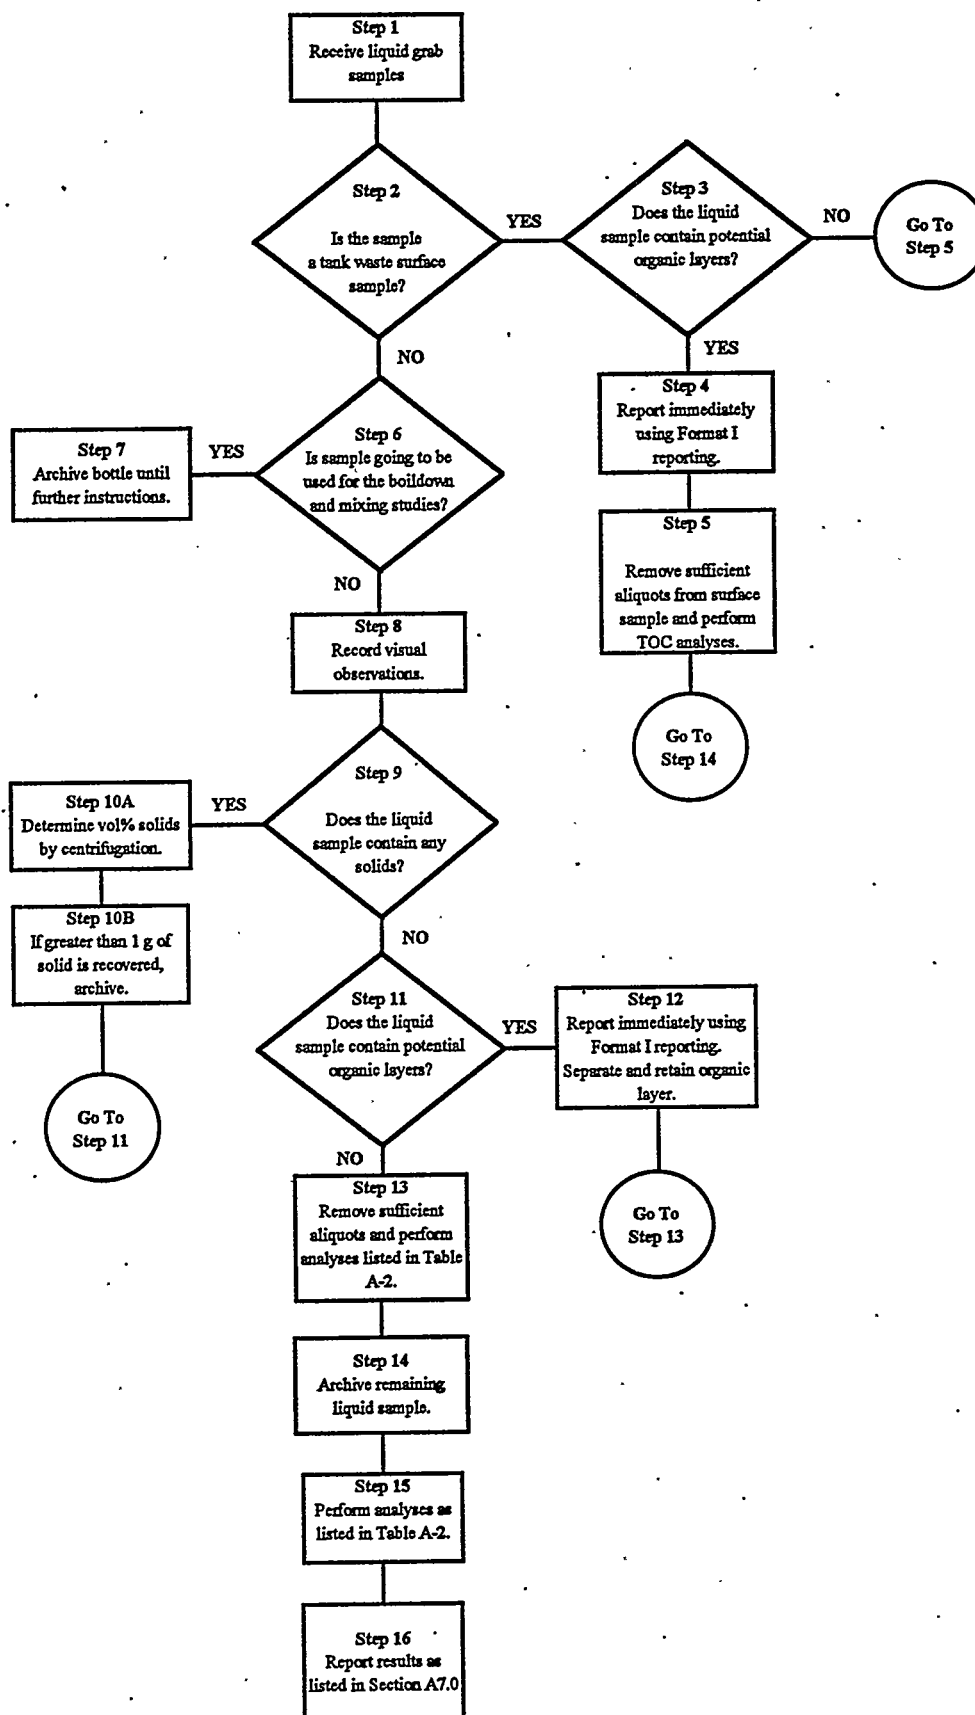 Step 1
Receive liquid grab
samples
Step 2
Is the sample
a tank waste surface
sample?
YES
Step 3
Does the liquid
sample contain potential
organic layers?
NO
Go To
Step 5
NO
YES
Step 4
Report immediately
using Format I
reporting.
Step 5
Remove sufficient
aliquots from surface
sample and perform
TOC analyses.
Go To
Step 14
Step 6
Is sample going to be
used for the boildown
and mixing studies?
YES
Step 7
Archive bottle until
further instructions.
NO
Step 8
Record visual
observations.
Step 9
Does the liquid
sample contain any
solids?
YES
Step 10A
Determine vol% solids
by centrifugation.
Step 10B
If greater than 1 g of
solid is recovered,
archive.
Go To
Step 11
NO
Step 11
Does the liquid
sample contain potential
organic layers?
YES
Step 12
Report immediately using
Format I reporting.
Separate and retain organic
layer.
Go To
Step 13
NO
Step 13
Remove sufficient
aliquots and perform
analyses listed in Table
A-2.
Step 14
Archive remaining
liquid sample.
Step 15
Perform analyses as
listed in Table A-2.
Step 16
Report results as
listed in Section A7.0